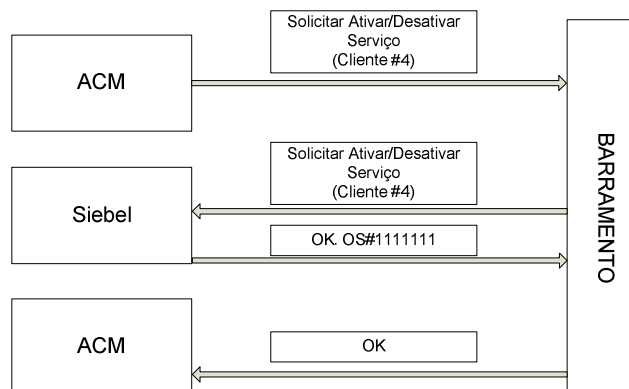 Solicitar Ativar/Desativar
Serviço
(Cliente #4)
ACM
Solicitar Ativar/Desativar
Serviço
(Cliente #4)
Siebel
OK. OS#1111111
ACM
OK
BARRAMENTO